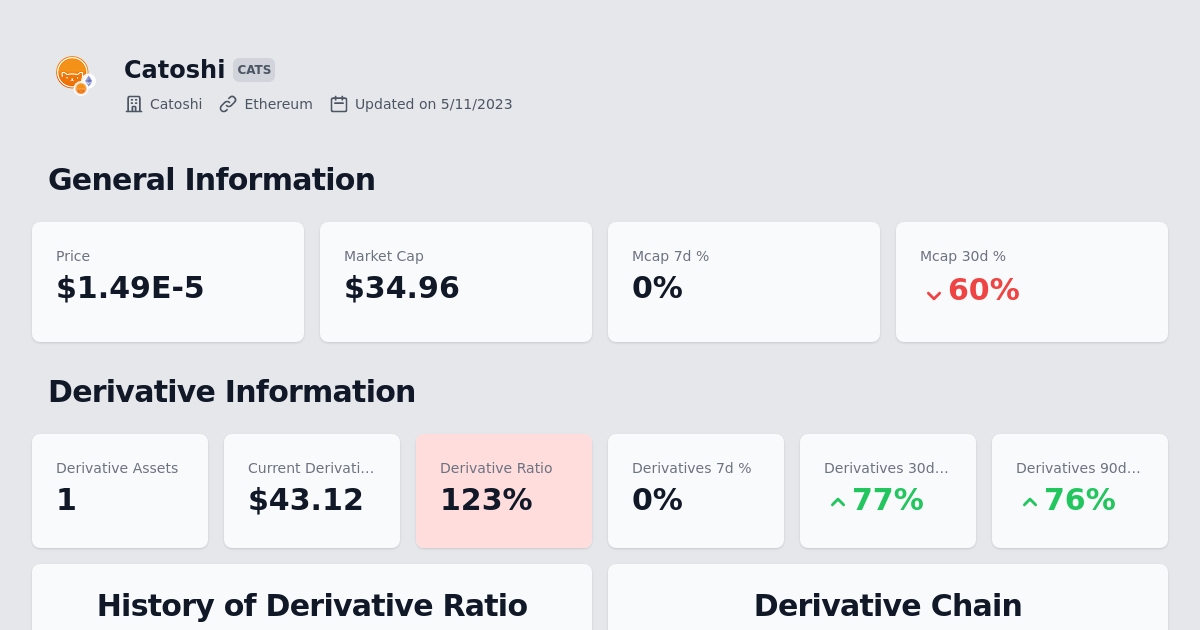 Catoshi CATS
Catoshi Ethereum Updated on 5/11/2023
General Information
Price Market Cap Mcap 7d % Mcap 30d %
$1.49E-5 $34.96 0% 60%
Derivative Information
Derivative Assets Current Derivati... Derivative Ratio Derivatives 7d % Derivatives 30d... Derivatives 90d...
1 $43.12 123% 0% 77% 76%
History of Derivative Ratio Derivative Chain